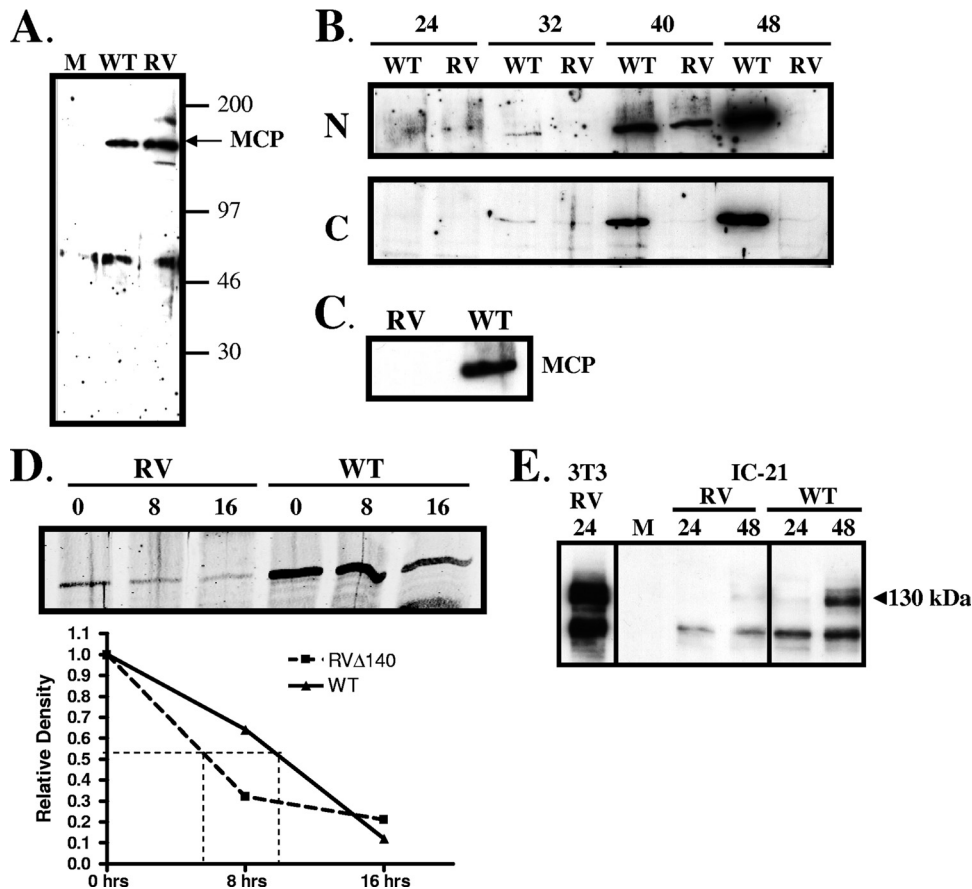 A.
M WT RV
200
MCP
97
46
30
B.
24 32 40 48
WT RV WT RV WT RV WT RV
N
C
C.
RV WT
MCP
D.
RV WT
0 8 16 0 8 16
1.1
1.0
0.9
0.8
0.7
0.6
0.5
0.4
0.3
0.2
0.1
0.0
Relative Density
RVΔ140
WT
0 hrs 8 hrs 16 hrs
E.
3T3 IC-21
RV RV WT
24 M 24 48 24 48
130 kDa